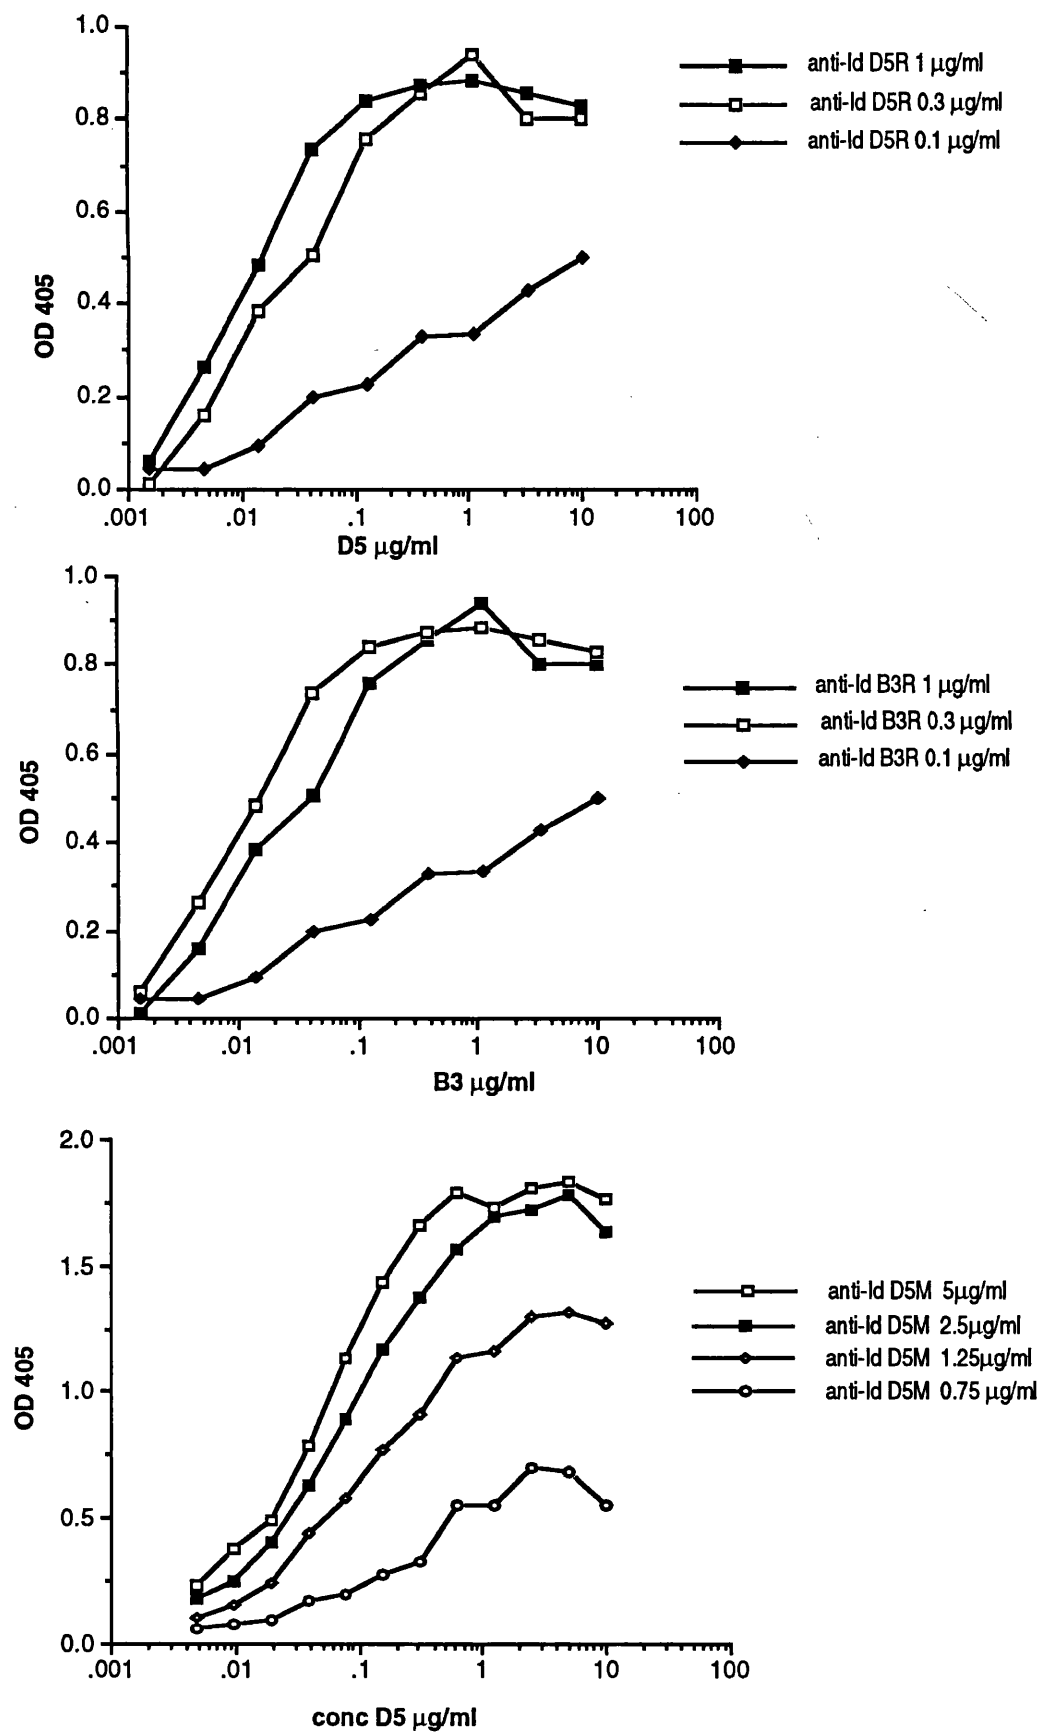 1.0
0.8
0.6
0.4
0.2
0.0
OD 405
.001
.01
.1
1
10
100
D5 µg/ml
anti-Id D5R 1 µg/ml
anti-Id D5R 0.3 µg/ml
anti-Id D5R 0.1 µg/ml
1.0
0.8
0.6
0.4
0.2
0.0
OD 405
.001
.01
.1
1
10
100
B3 µg/ml
anti-Id B3R 1 µg/ml
anti-Id B3R 0.3 µg/ml
anti-Id B3R 0.1 µg/ml
2.0
1.5
1.0
0.5
0.0
OD 405
.001
.01
.1
1
10
100
conc D5 µg/ml
anti-Id D5M 5µg/ml
anti-Id D5M 2.5µg/ml
anti-Id D5M 1.25µg/ml
anti-Id D5M 0.75 µg/ml